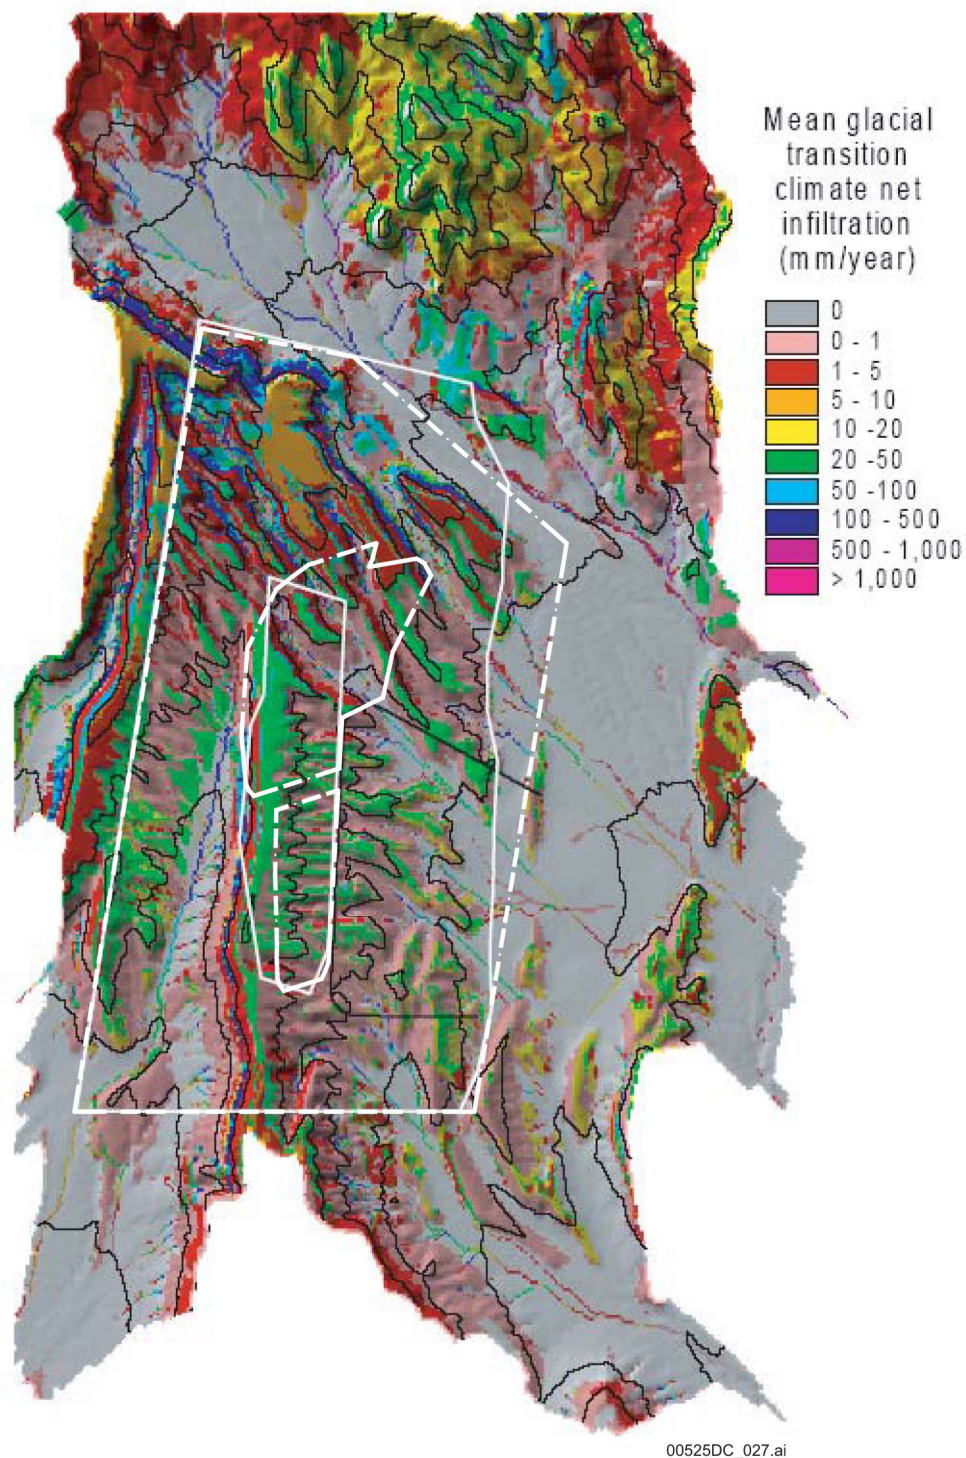 Mean glacial
transition
climate net
infiltration
(mm/year)
0
0 - 1
1 - 5
5 - 10
10 -20
20 -50
50 -100
100 - 500
500 - 1,000
> 1,000
00525DC_027.ai